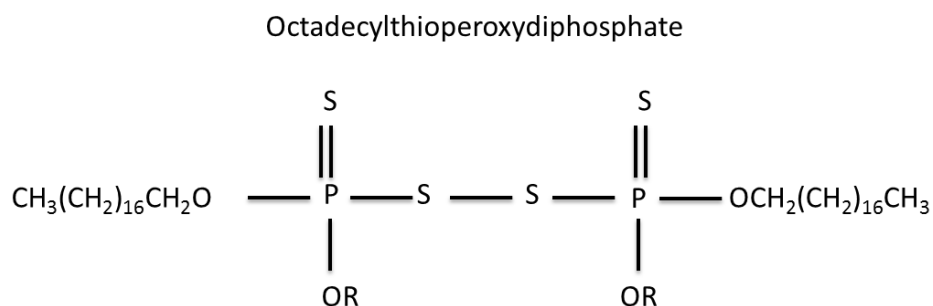 Octadecylthioperoxydiphosphate
S S
CH₃(CH₂)₁₆CH₂O P S S P OCH₂(CH₂)₁₆CH₃
OR OR